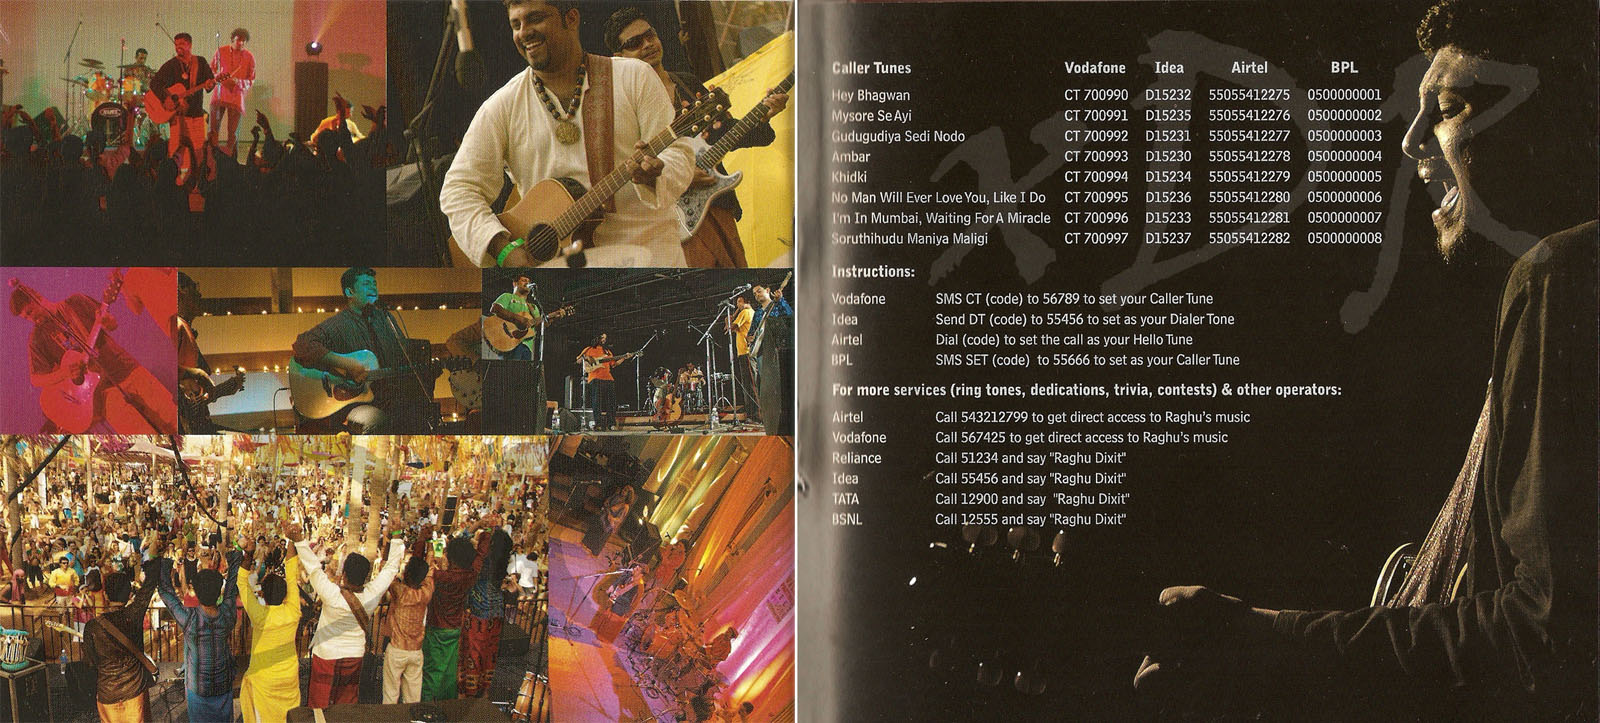 Caller Tunes Vodafone Idea Airtel BPL
Hey Bhagwan CT 700990 D15232 55055412275 0500000001
Mysore Se Ayi CT 700991 D15235 55055412276 0500000002
Gudugudiya Sedi Nodo CT 700992 D15231 55055412277 0500000003
Ambar CT 700993 D15230 55055412278 0500000004
Khidki CT 700994 D15234 55055412279 0500000005
No Man Will Ever Love You, Like I Do CT 700995 D15236 55055412280 0500000006
I'm In Mumbai, Waiting For A Miracle CT 700996 D15233 55055412281 0500000007
Soruthihudu Maniya Maligi CT 700997 D15237 55055412282 0500000008
Instructions:
Vodafone SMS CT (code) to 56789 to set your Caller Tune
Idea Send DT (code) to 55456 to set as your Dialer Tone
Airtel Dial (code) to set the call as your Hello Tune
BPL SMS SET (code) to 55666 to set as your Caller Tune
For more services (ring tones, dedications, trivia, contests) & other operators:
Airtel Call 543212799 to get direct access to Raghu's music
Vodafone Call 567425 to get direct access to Raghu's music
Reliance Call 51234 and say "Raghu Dixit"
Idea Call 55456 and say "Raghu Dixit"
TATA Call 12900 and say "Raghu Dixit"
BSNL Call 12555 and say "Raghu Dixit"